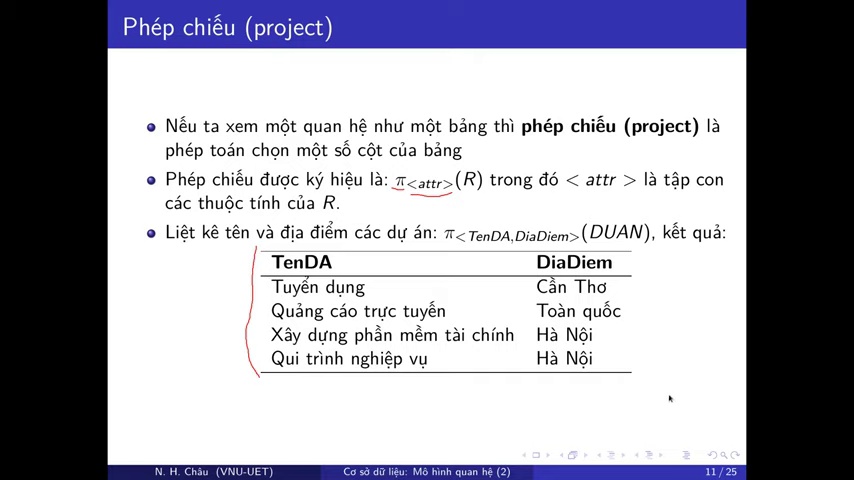 Phép chiếu (project)
Nếu ta xem một quan hệ như một bảng thì phép chiếu (project) là
phép toán chọn một số cột của bảng
Phép chiếu được ký hiệu là: π<attr>(R) trong đó < attr > là tập con
các thuộc tính của R.
Liệt kê tên và địa điểm các dự án: π<TenDA,DiaDiem>(DUAN), kết quả:
TenDA DiaDiem
Tuyển dụng Cần Thơ
Quảng cáo trực tuyến Toàn quốc
Xây dựng phần mềm tài chính Hà Nội
Qui trình nghiệp vụ Hà Nội
N. H. Châu (VNU-UET) Cơ sở dữ liệu: Mô hình quan hệ (2) 11 / 25